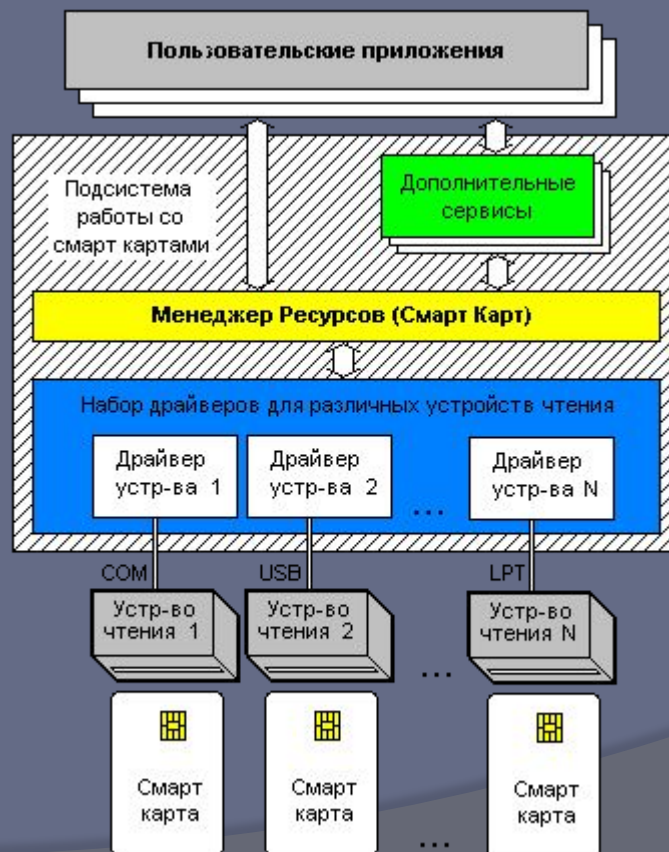 Пользовательские приложения
Подсистема
работы со
смарт картами
Дополнительные
сервисы
Менеджер Ресурсов (Смарт Карт)
Набор драйверов для различных устройств чтения
Драйвер
устр-ва 1
Драйвер
устр-ва 2
...
Драйвер
устр-ва N
COM
USB
LPT
Устр-во
чтения 1
Устр-во
чтения 2
...
Устр-во
чтения N
Смарт
карта
Смарт
карта
...
Смарт
карта